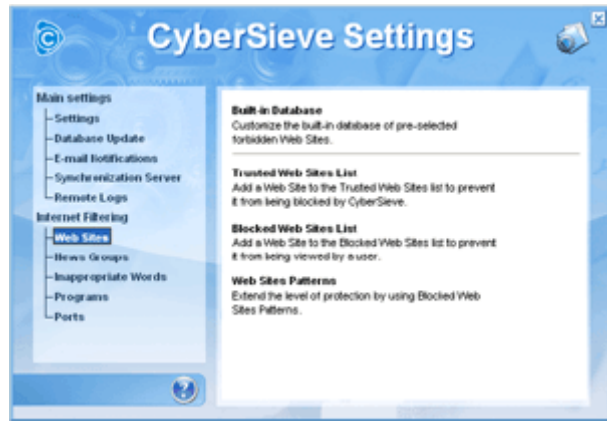 CyberSieve Settings
Main settings
Settings
Database Update
E-mail Notifications
Synchronization Server
Remote Logs
Internet Filtering
Web Sites
News Groups
Inappropriate Words
Programs
Ports
Built-in Database
Customize the built-in database of pre-selected
forbidden Web Sites.
Trusted Web Sites List
Add a Web Site to the Trusted Web Sites list to prevent
it from being blocked by CyberSieve.
Blocked Web Sites List
Add a Web Site to the Blocked Web Sites list to prevent
it from being viewed by a user.
Web Sites Patterns
Extend the level of protection by using Blocked Web
Sites Patterns.